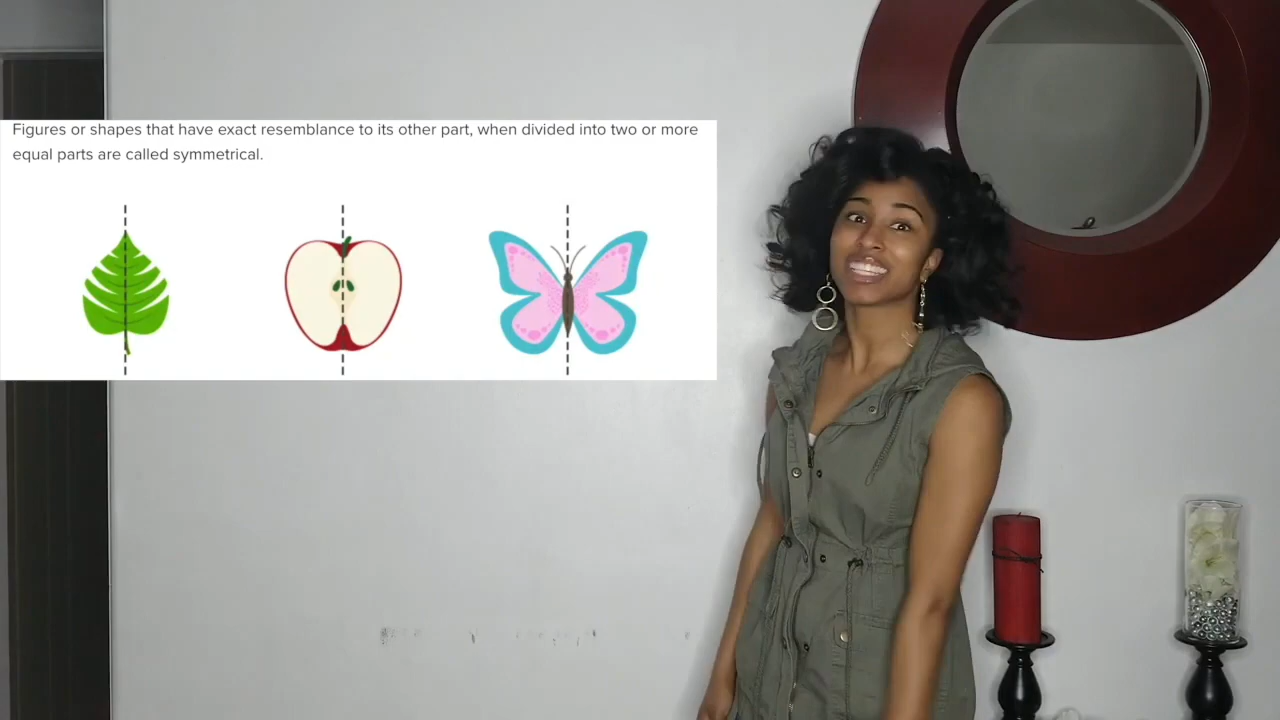 Figures or shapes that have exact resemblance to its other part, when divided into two or more
equal parts are called symmetrical.